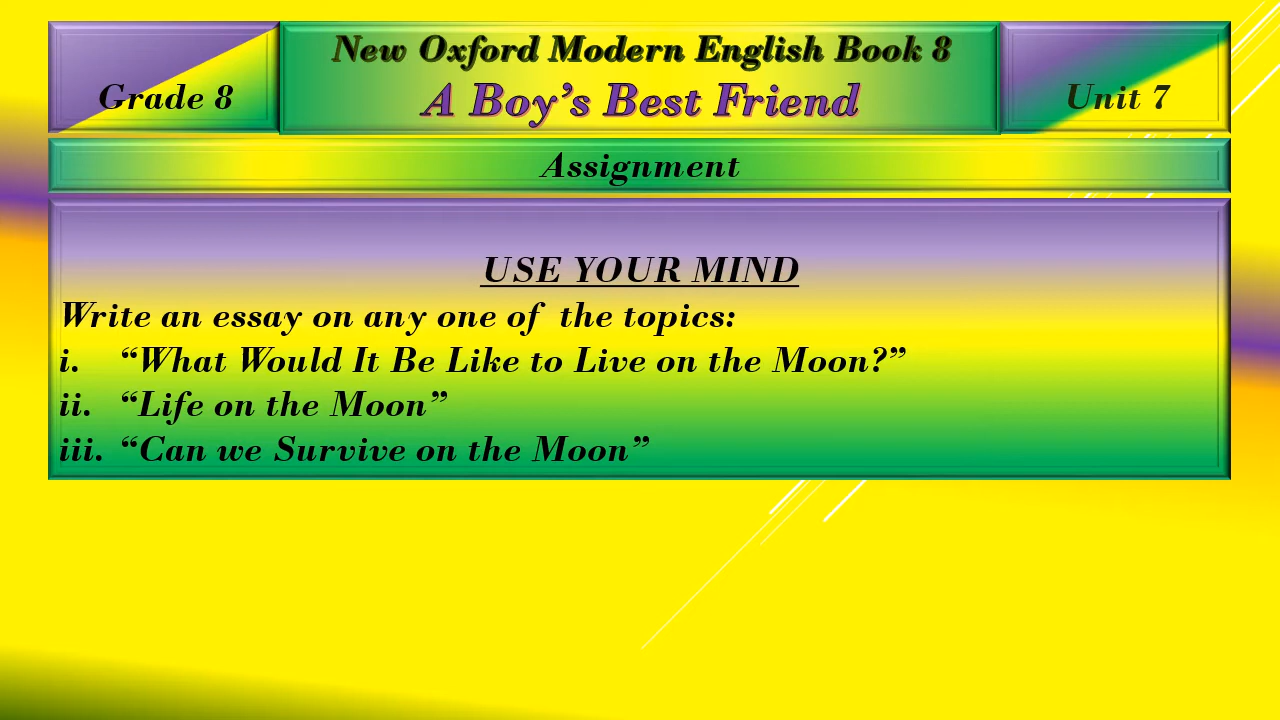 New Oxford Modern English Book 8
Grade 8
A Boy’s Best Friend
Unit 7
Assignment
USE YOUR MIND
Write an essay on any one of the topics:
i. “What Would It Be Like to Live on the Moon?”
ii. “Life on the Moon”
iii. “Can we Survive on the Moon”